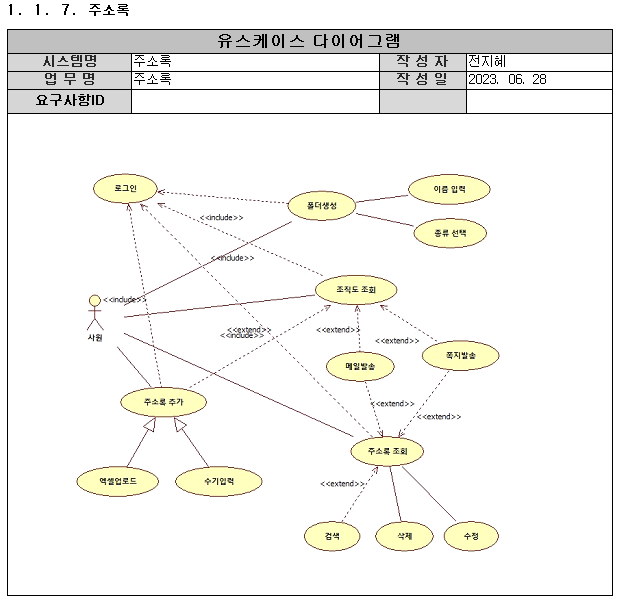 1. 1. 7. 주소록
유스케이스 다이어그램
시스템명 주소록 작 성 자 전지혜
업 무 명 주소록 작 성 일 2023. 06. 28
요구사항ID
로그인
이름 입력
폴더생성
<<include>>
종류 선택
<<include>>
조직도 조회
<<include>>
사원
<<extend>>
<<include>>
<<extend>>
<<extend>>
메일발송
쪽지발송
주소록 추가
<<extend>>
<<extend>>
주소록 조회
엑셀업로드
수기입력
<<extend>>
검색
삭제
수정